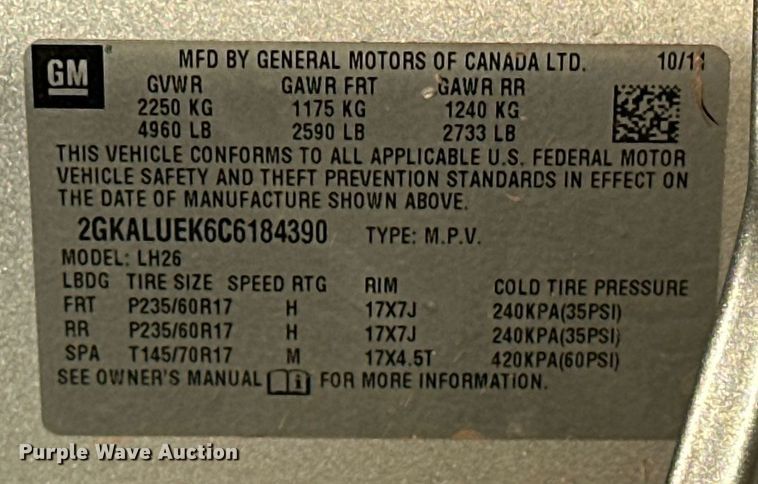 GM
MFD BY GENERAL MOTORS OF CANADA LTD. 10/11
GVWR GAWR FRT GAWR RR
2250 KG 1175 KG 1240 KG
4960 LB 2590 LB 2733 LB
THIS VEHICLE CONFORMS TO ALL APPLICABLE U.S. FEDERAL MOTOR
VEHICLE SAFETY AND THEFT PREVENTION STANDARDS IN EFFECT ON
THE DATE OF MANUFACTURE SHOWN ABOVE.
2GKALUEK6C6184390 TYPE: M.P.V.
MODEL: LH26
LBDG TIRE SIZE SPEED RTG RIM COLD TIRE PRESSURE
FRT P235/60R17 H 17X7J 240KPA(35PSI)
RR P235/60R17 H 17X7J 240KPA(35PSI)
SPA T145/70R17 M 17X4.5T 420KPA(60PSI)
SEE OWNER'S MANUAL FOR MORE INFORMATION.
Purple Wave Auction